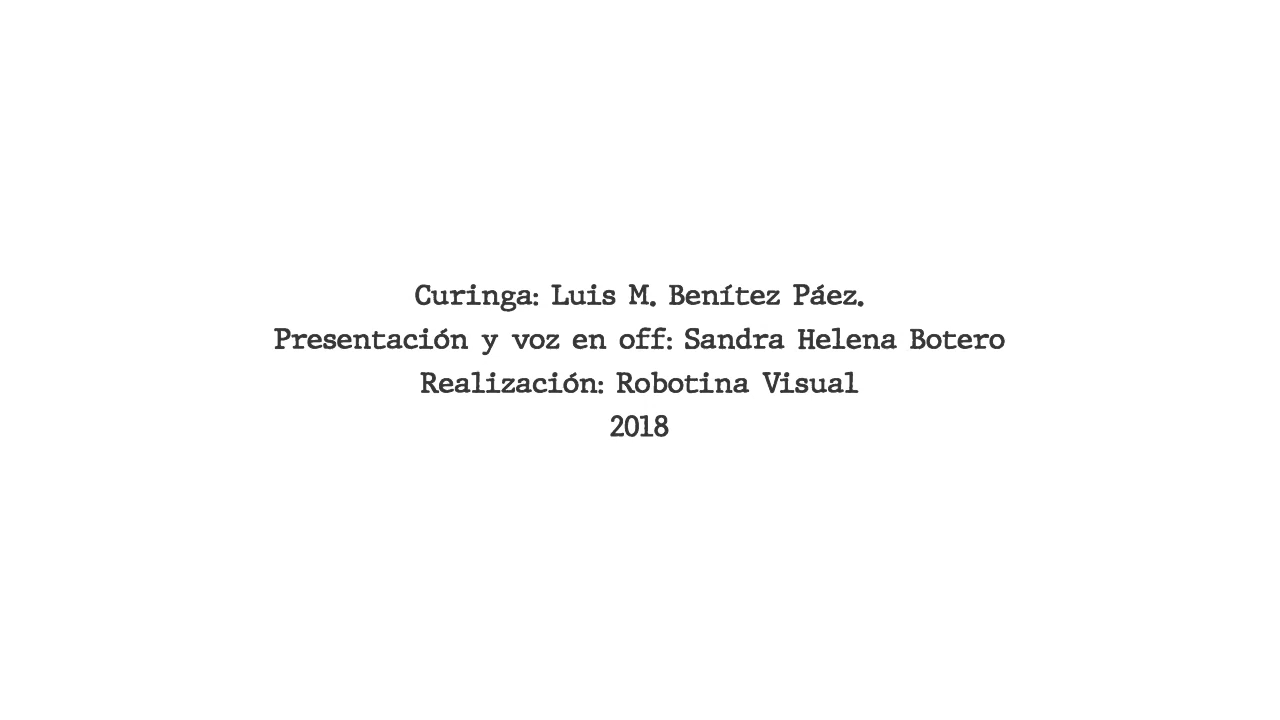 Curinga: Luis M. Benítez Páez.
Presentación y voz en off: Sandra Helena Botero
Realización: Robotina Visual
2018